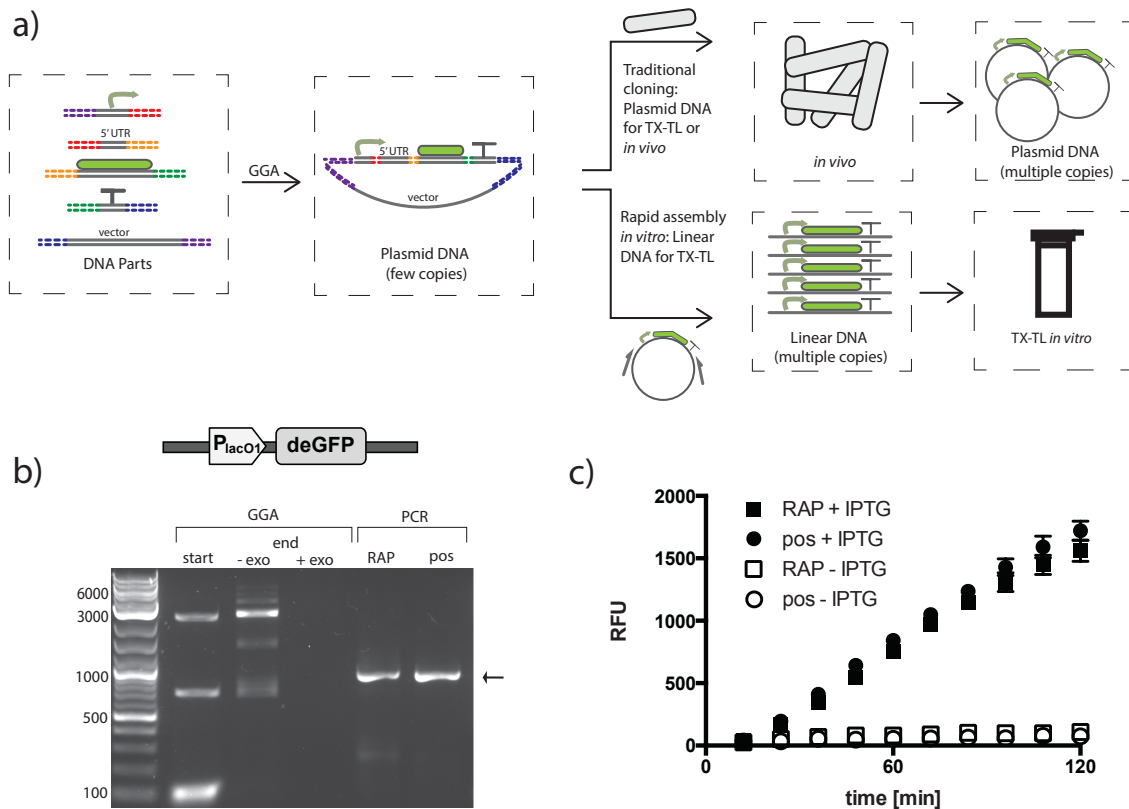 a)
5' UTR
vector
DNA Parts
GGA
5' UTR
vector
Plasmid DNA
(few copies)
Traditional
cloning:
Plasmid DNA
for TX-TL or
in vivo
in vivo
Plasmid DNA
(multiple copies)
Rapid assembly
in vitro: Linear
DNA for TX-TL
Linear DNA
(multiple copies)
TX-TL in vitro
PlacO1 deGFP
b)
GGA PCR
end
start - exo + exo RAP pos
6000
3000
1000
500
100
c)
RAP + IPTG
pos + IPTG
RAP - IPTG
pos - IPTG
RFU
2000
1500
1000
500
0
0 60 120
time [min]